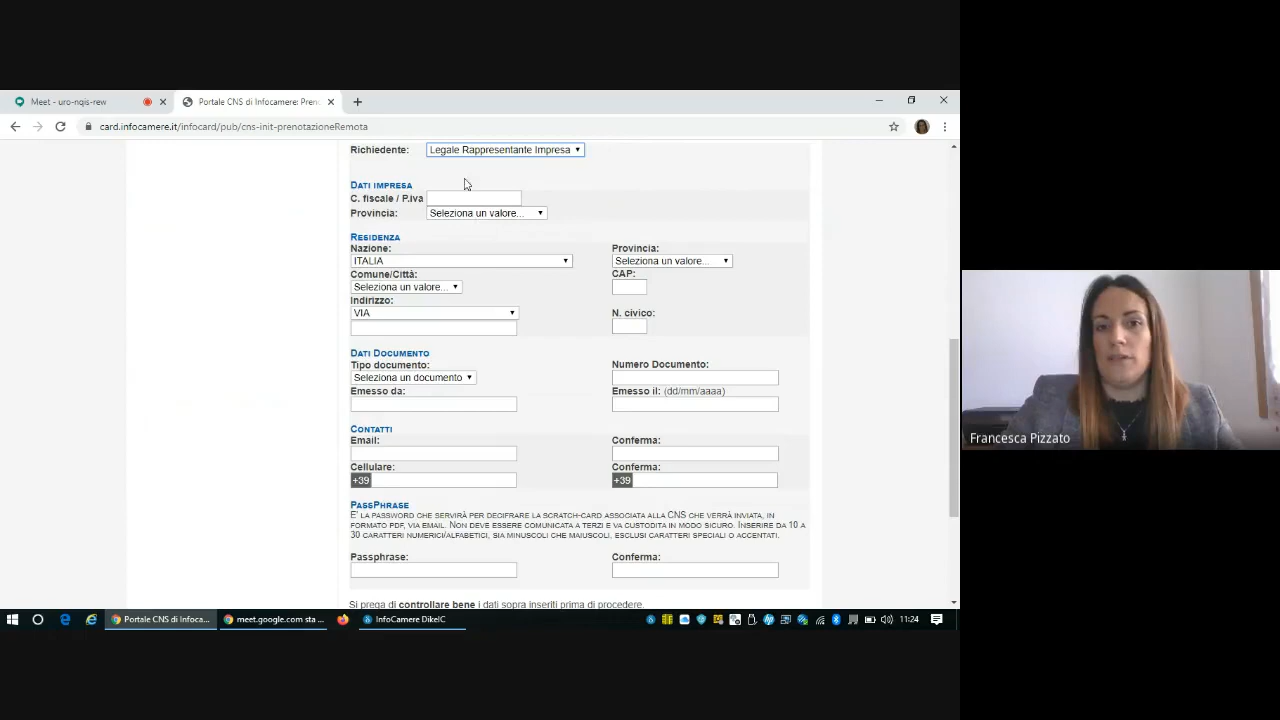 Meet - uro-nqis-rew
Portale CNS di Infocamere: Pren
card.infocamere.it/infocard/pub/cns-init-prenotazioneRemota
Richiedente: Legale Rappresentante Impresa
DATI IMPRESA
C. fiscale / P.iva
Provincia: Seleziona un valore...
RESIDENZA
Nazione: Provincia:
ITALIA Seleziona un valore...
Comune/Città: CAP:
Seleziona un valore...
Indirizzo:
VIA N. civico:
DATI DOCUMENTO
Tipo documento: Numero Documento:
Seleziona un documento
Emesso da: Emesso il: (dd/mm/aaaa)
CONTATTI
Email: Conferma:
Cellulare: Conferma:
+39 +39
PASSPHRASE
E' LA PASSWORD CHE SERVIRÀ PER DECIFRARE LA SCRATCH-CARD ASSOCIATA ALLA CNS CHE VERRÀ INVIATA, IN
FORMATO PDF, VIA EMAIL. NON DEVE ESSERE COMUNICATA A TERZI E VA CUSTODITA IN MODO SICURO. INSERIRE DA 10 A
30 CARATTERI NUMERICI/ALFABETICI, SIA MINUSCOLI CHE MAIUSCOLI, ESCLUSI CARATTERI SPECIALI O ACCENTATI.
Passphrase: Conferma:
Si prega di controllare bene i dati sopra inseriti prima di procedere.
Portale CNS di Infoca...
meet.google.com sta ...
InfoCamere DikeIC
11:24
Francesca Pizzato